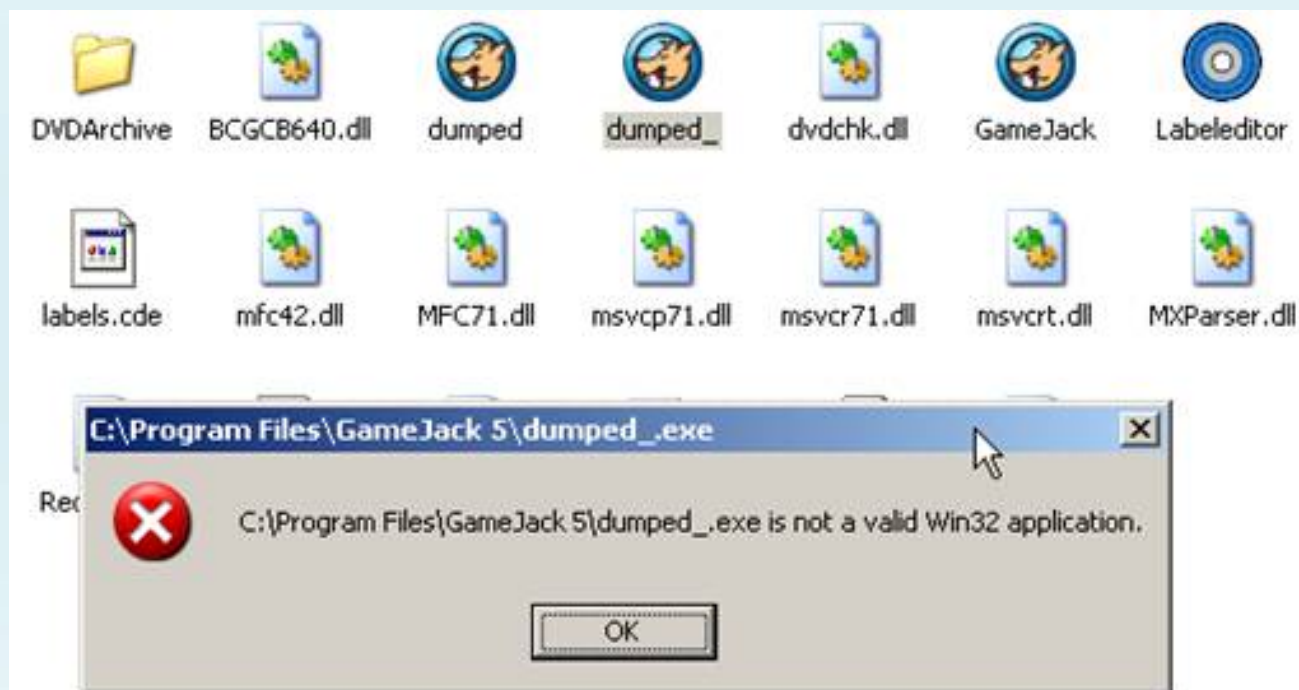 DVDArchive BCGCB640.dll dumped dumped_ dvdchk.dll GameJack Labeleditor
labels.cde mfc42.dll MFC71.dll msvcp71.dll msvcr71.dll msvcrt.dll MXParser.dll
C:\Program Files\GameJack 5\dumped_.exe
C:\Program Files\GameJack 5\dumped_.exe is not a valid Win32 application.
OK